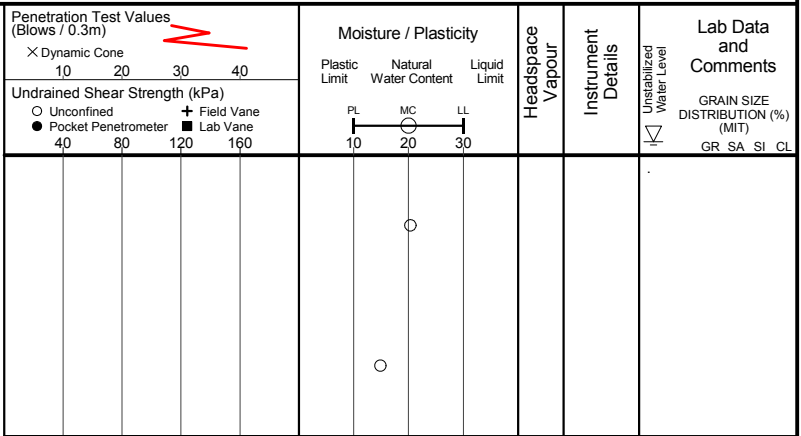 Penetration Test Values
(Blows / 0.3m)
× Dynamic Cone
10 20 30 40
Undrained Shear Strength (kPa)
○ Unconfined + Field Vane
● Pocket Penetrometer ■ Lab Vane
40 80 120 160
Moisture / Plasticity
Plastic Natural Liquid
Limit Water Content Limit
PL MC LL
10 20 30
Headspace
Vapour
Instrument
Details
Unstabilized
Water Level
Lab Data
and
Comments
GRAIN SIZE
DISTRIBUTION (%)
(MIT)
GR SA SI CL